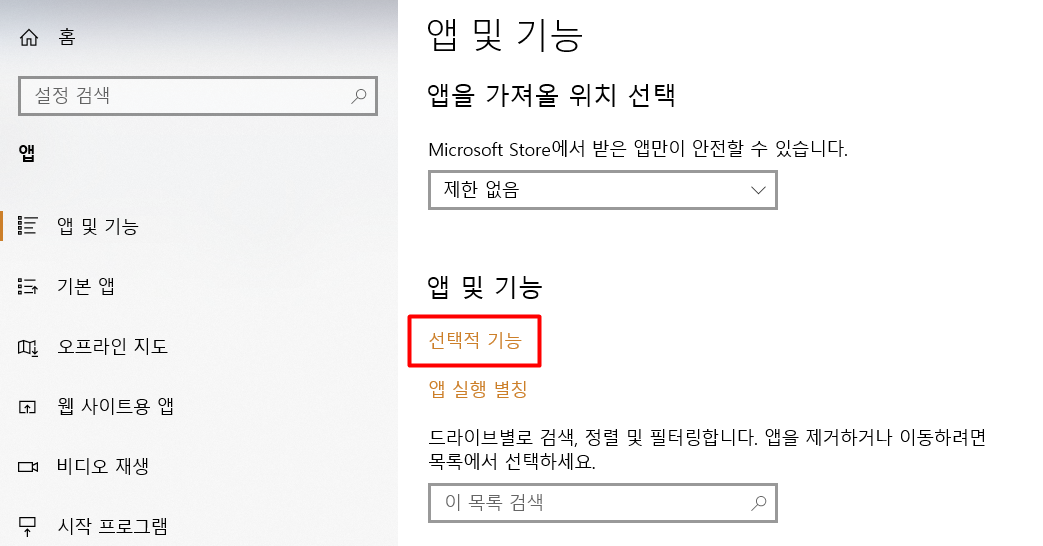 홈
설정 검색
앱
앱 및 기능
기본 앱
오프라인 지도
웹 사이트용 앱
비디오 재생
시작 프로그램
앱 및 기능
앱을 가져올 위치 선택
Microsoft Store에서 받은 앱만이 안전할 수 있습니다.
제한 없음
앱 및 기능
선택적 기능
앱 실행 별칭
드라이브별로 검색, 정렬 및 필터링합니다. 앱을 제거하거나 이동하려면
목록에서 선택하세요.
이 목록 검색